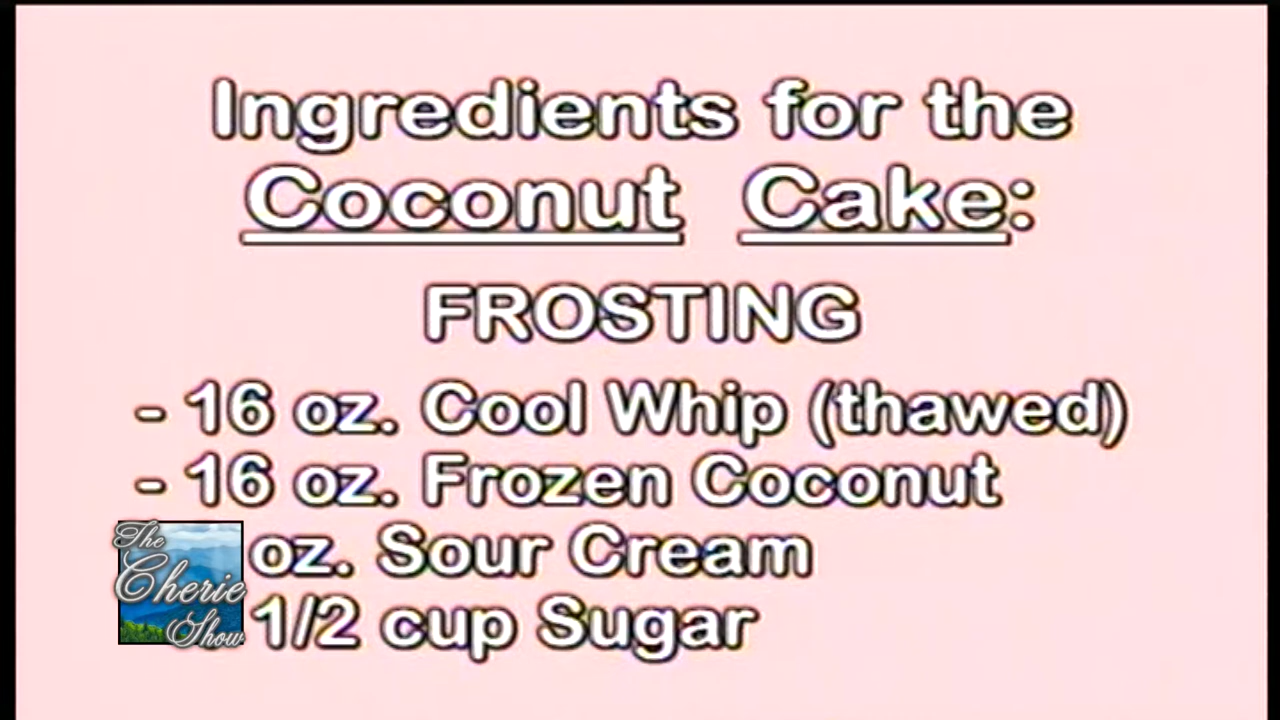 Ingredients for the
Coconut Cake:
FROSTING
- 16 oz. Cool Whip (thawed)
- 16 oz. Frozen Coconut
oz. Sour Cream
1/2 cup Sugar
The
Cherie
Show